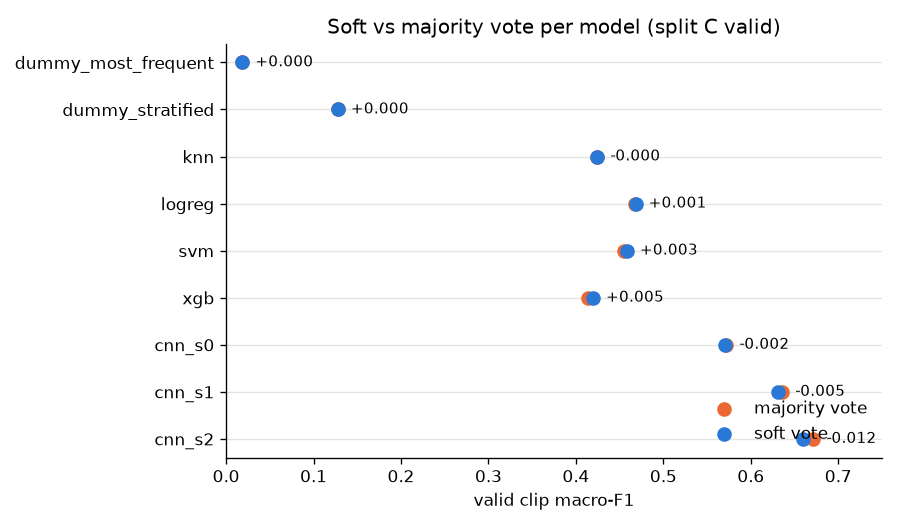 Soft vs majority vote per model (split C valid)
dummy_most_frequent +0.000
dummy_stratified +0.000
knn -0.000
logreg +0.001
svm +0.003
xgb +0.005
cnn_s0 -0.002
cnn_s1 -0.005
majority vote
soft vote
cnn_s2 -0.012
0.0 0.1 0.2 0.3 0.4 0.5 0.6 0.7
valid clip macro-F1